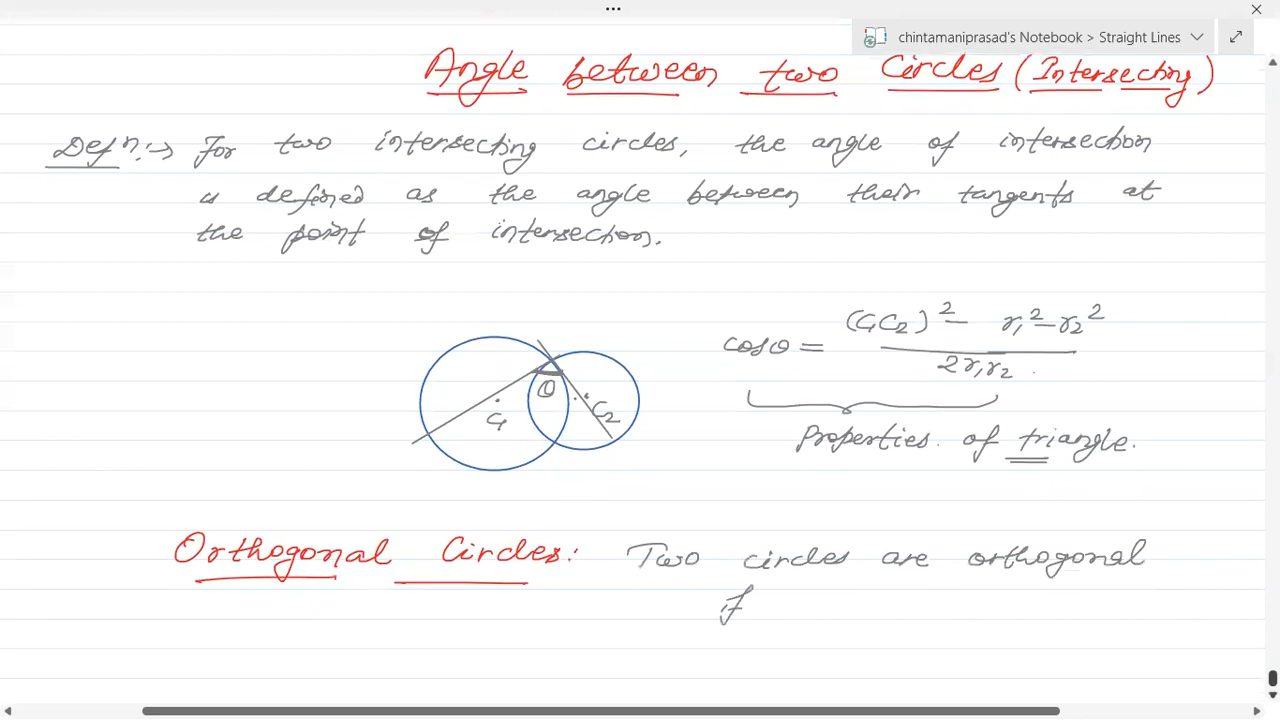 ...
chintamaniprasad's Notebook > Straight Lines
Angle between two Circles (Intersecting)
Defn:→ For two intersecting circles, the angle of intersection
is defined as the angle between their tangents at
the point of intersection.
cosθ = (C₁C₂)² - r₁² - r₂² / 2r₁r₂
θ
C₁
C₂
properties of triangle.
Orthogonal Circles: Two circles are orthogonal
if